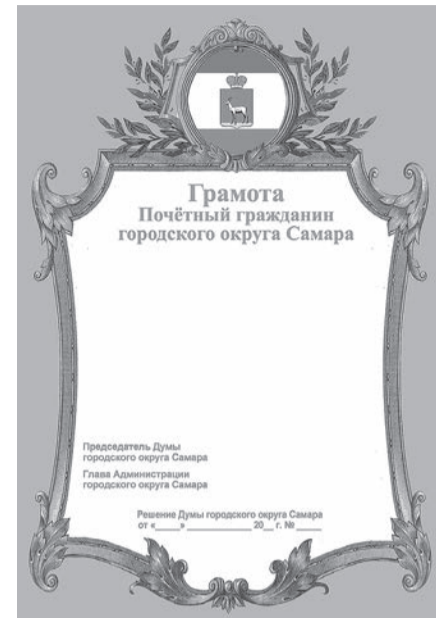 Грамота
Почётный гражданин
городского округа Самара
Председатель Думы
городского округа Самара
Глава Администрации
городского округа Самара
Решение Думы городского округа Самара
от «____» ____________ 20__ г. № _____